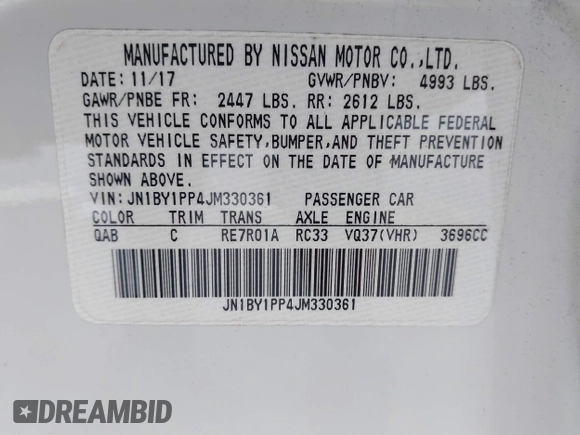 MANUFACTURED BY NISSAN MOTOR CO.,LTD.
DATE: 11/17 GVWR/PNBV: 4993 LBS.
GAWR/PNBE FR: 2447 LBS. RR: 2612 LBS.
THIS VEHICLE CONFORMS TO ALL APPLICABLE FEDERAL
MOTOR VEHICLE SAFETY,BUMPER,AND THEFT PREVENTION
STANDARDS IN EFFECT ON THE DATE OF MANUFACTURE
SHOWN ABOVE.
VIN: JN1BY1PP4JM330361 PASSENGER CAR
COLOR TRIM TRANS AXLE ENGINE
QAB C RE7R01A RC33 VQ37(VHR) 3696CC
JN1BY1PP4JM330361
DREAMBID